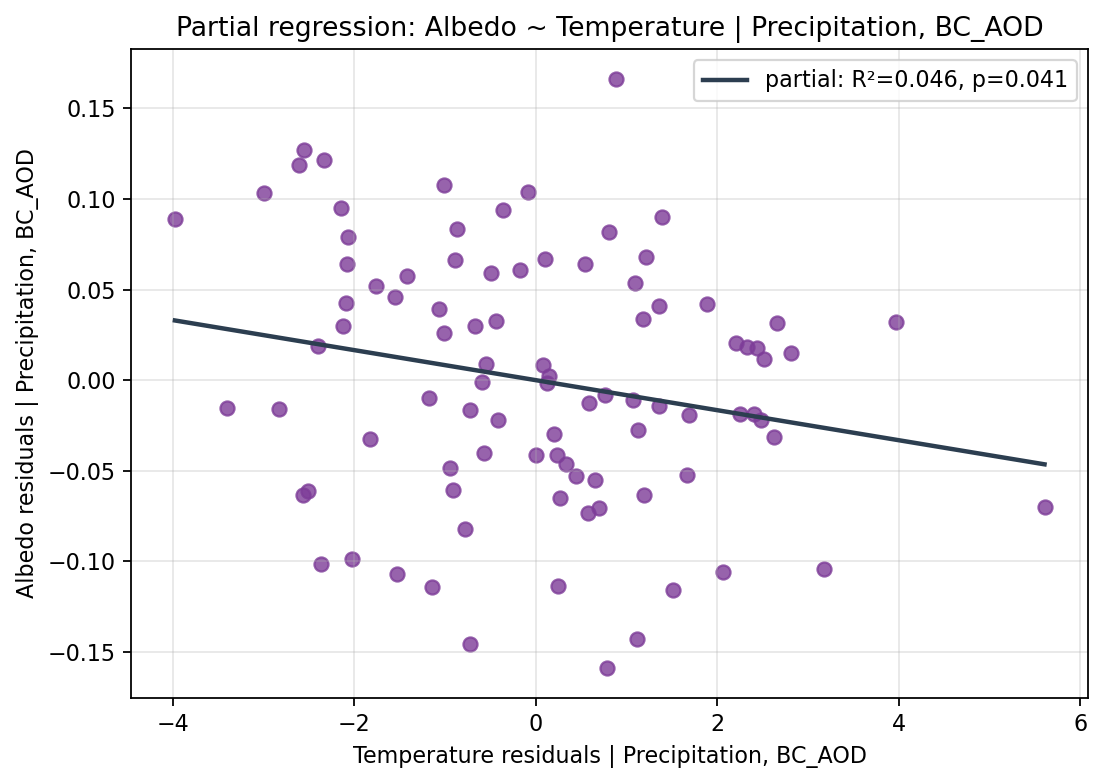 Partial regression: Albedo ~ Temperature | Precipitation, BC_AOD
partial: R²=0.046, p=0.041
Albedo residuals | Precipitation, BC_AOD
0.15
0.10
0.05
0.00
−0.05
−0.10
−0.15
−4 −2 0 2 4 6
Temperature residuals | Precipitation, BC_AOD